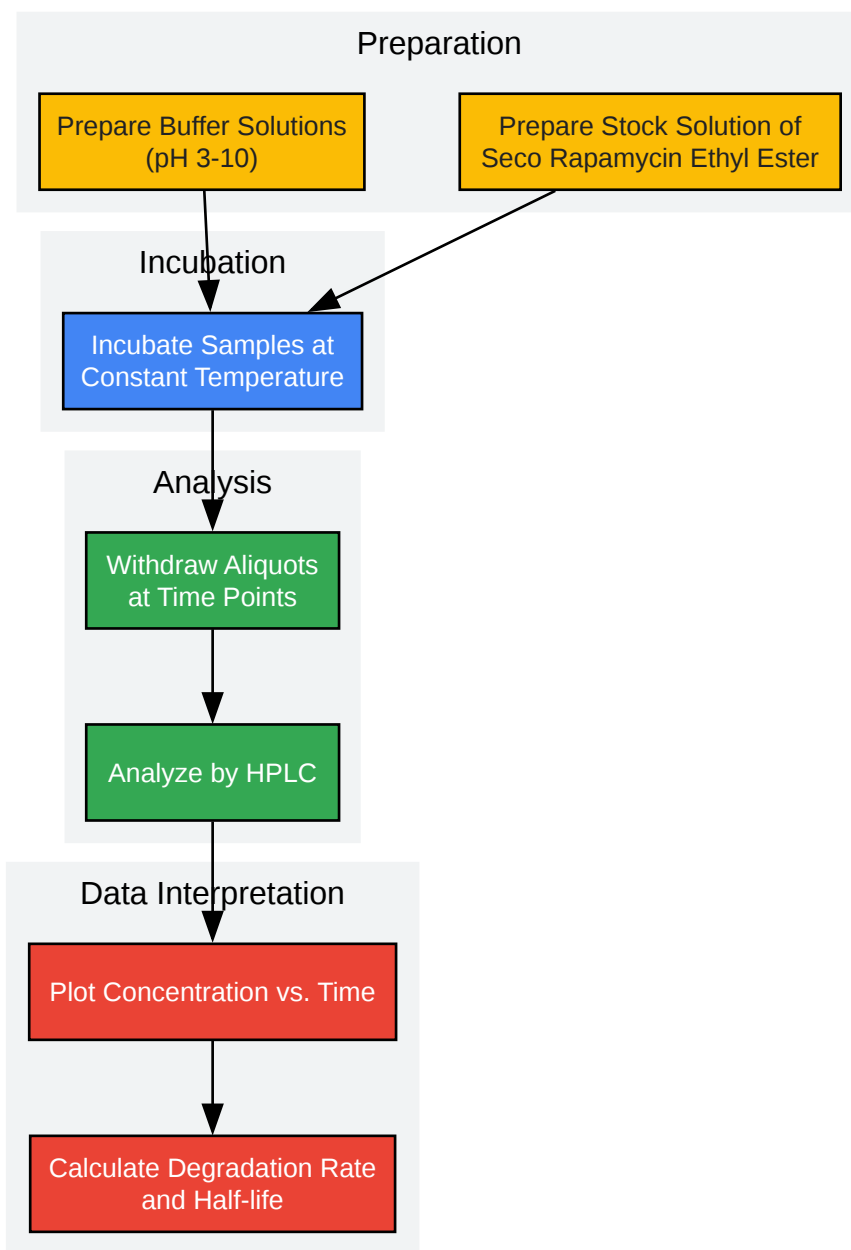 Preparation
Prepare Buffer Solutions
(pH 3-10)
Prepare Stock Solution of
Seco Rapamycin Ethyl Ester
Incubation
Incubate Samples at
Constant Temperature
Analysis
Withdraw Aliquots
at Time Points
Analyze by HPLC
Data Interpretation
Plot Concentration vs. Time
Calculate Degradation Rate
and Half-life